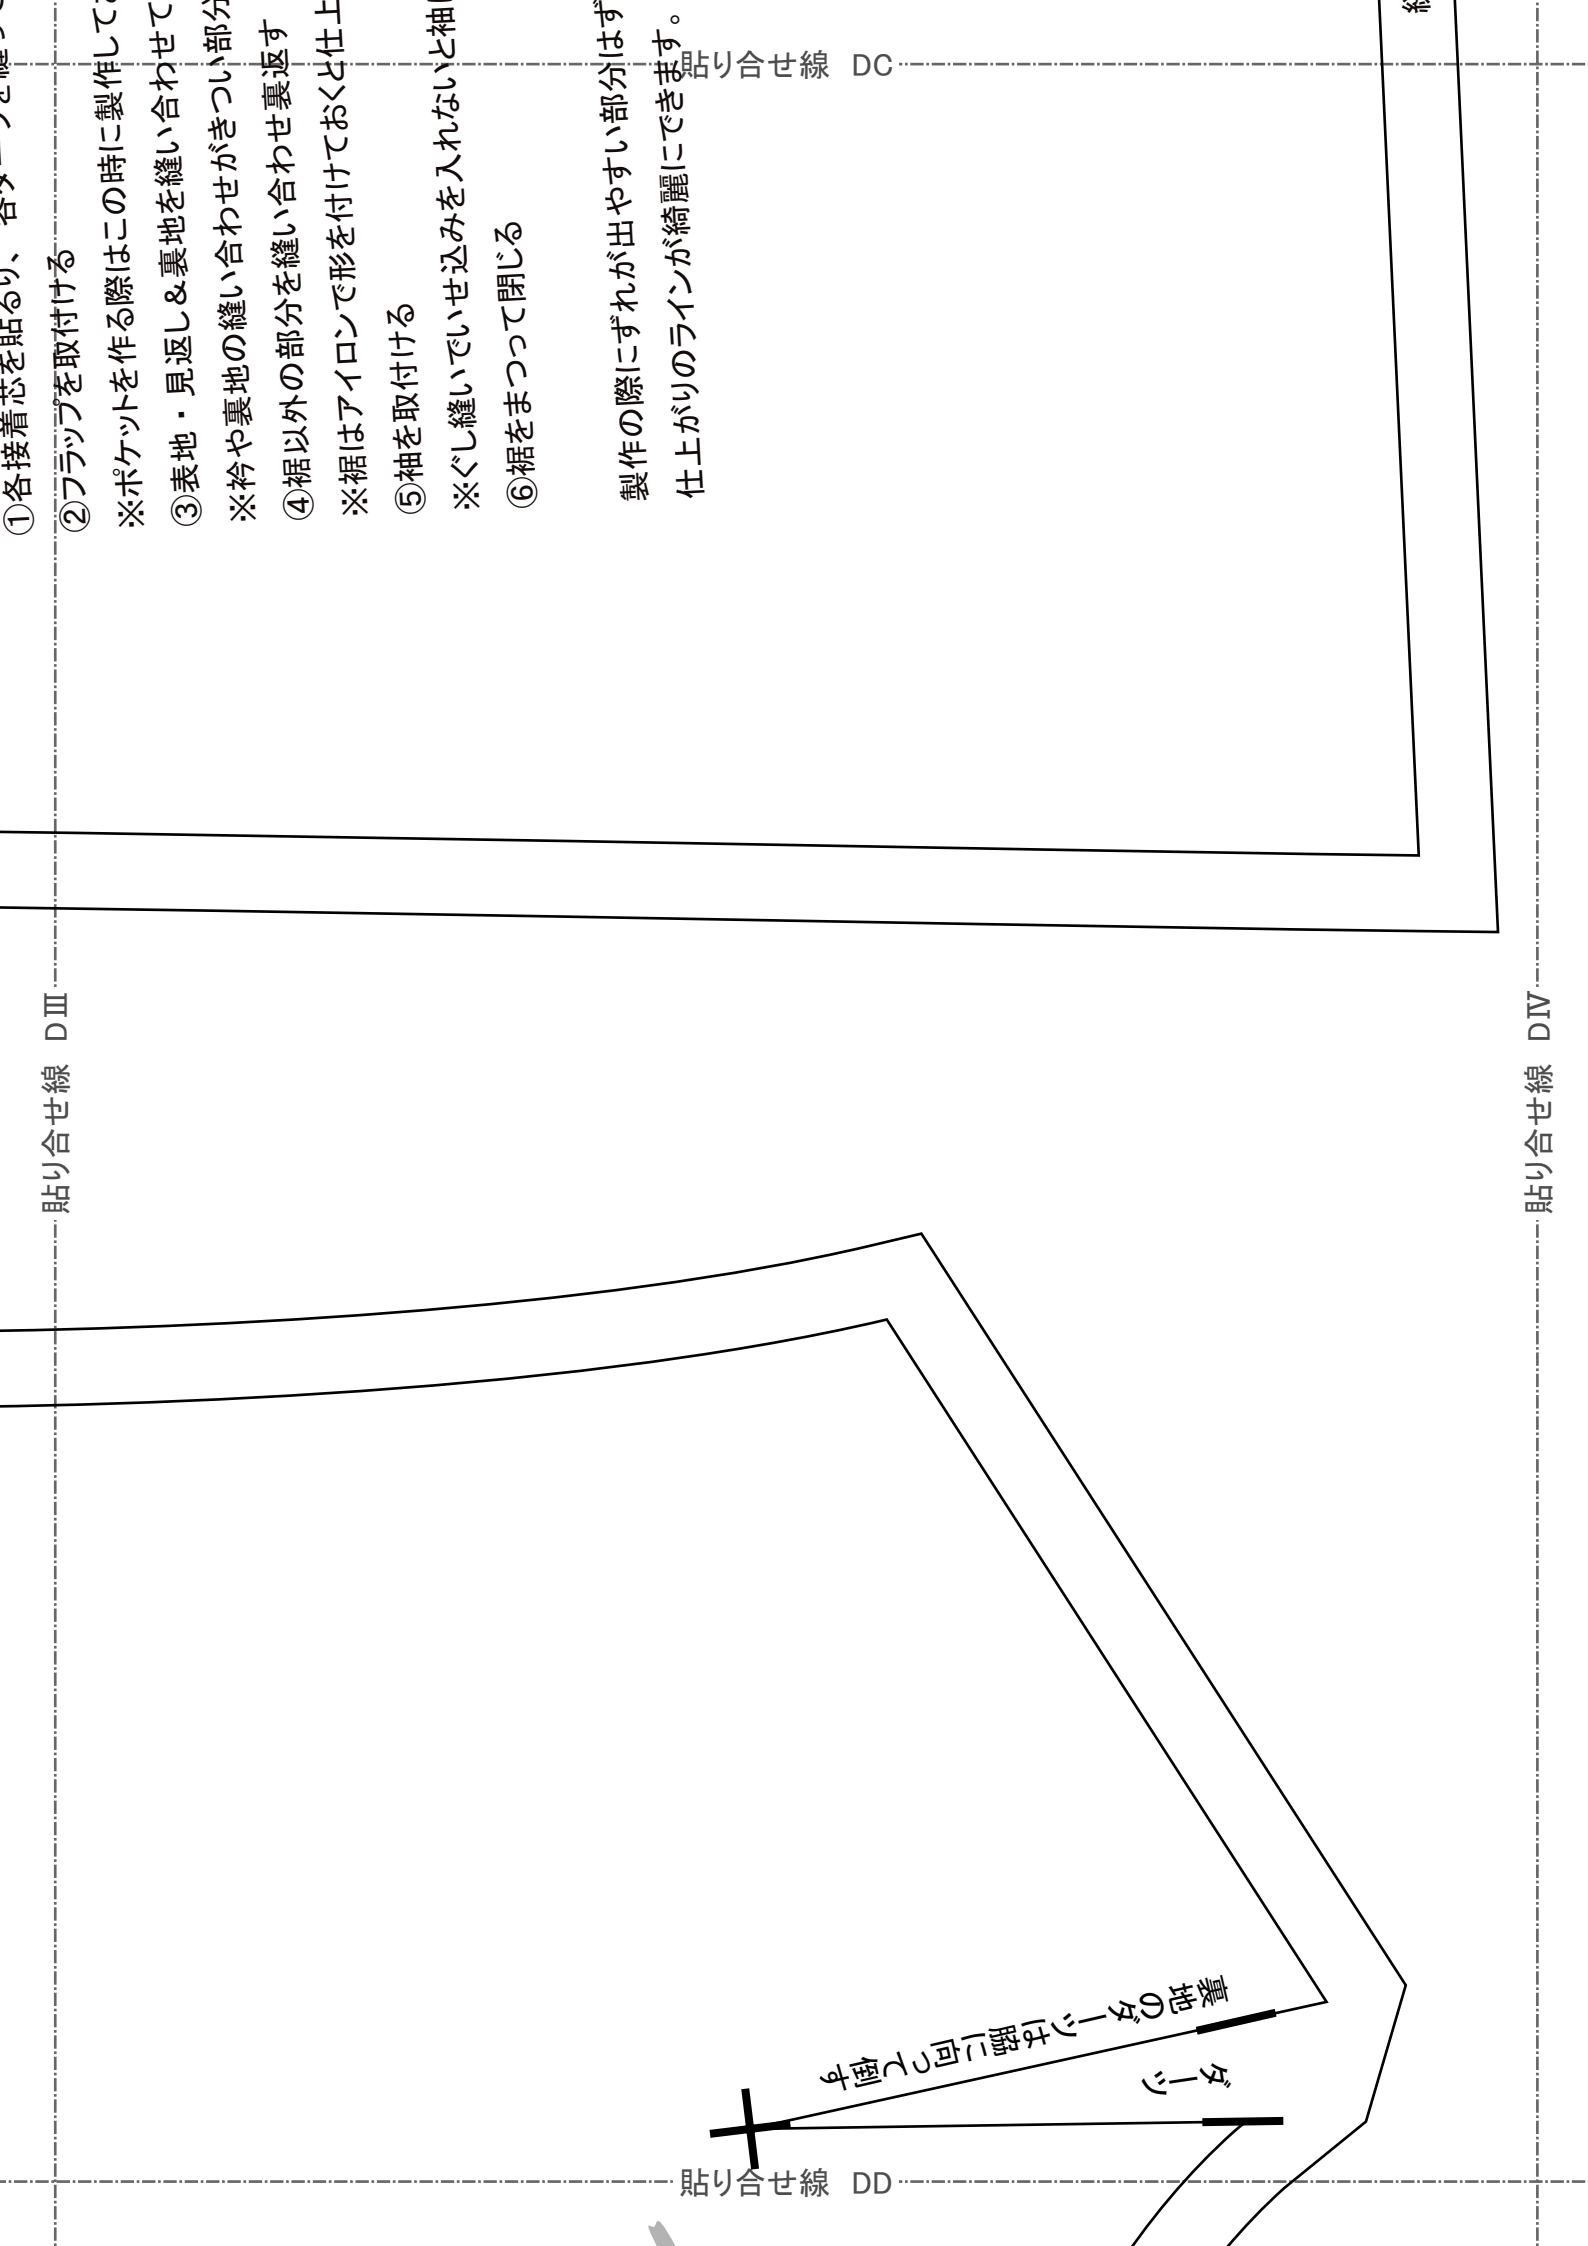 ①各接着芯を貼るり、各ダーツを縫って
②フラップを取付ける
※ポケットを作る際はこの時に製作して
③表地・見返し&裏地を縫い合わせて
※衿や裏地の縫い合わせがきつい部分
④裾以外の部分を縫い合わせ裏返す
※裾はアイロンで形を付けておくと仕上
⑤袖を取付ける
※ぐし縫いでいせ込みを入れないと袖
⑥裾をまつって閉じる
製作の際にずれが出やすい部分はず
仕上がりのラインが綺麗にできます。
貼り合せ線 DC
貼り合せ線 DⅢ
貼り合せ線 DⅣ
裏地のダーツは脇に向って倒す
ダーツ
貼り合せ線 DD